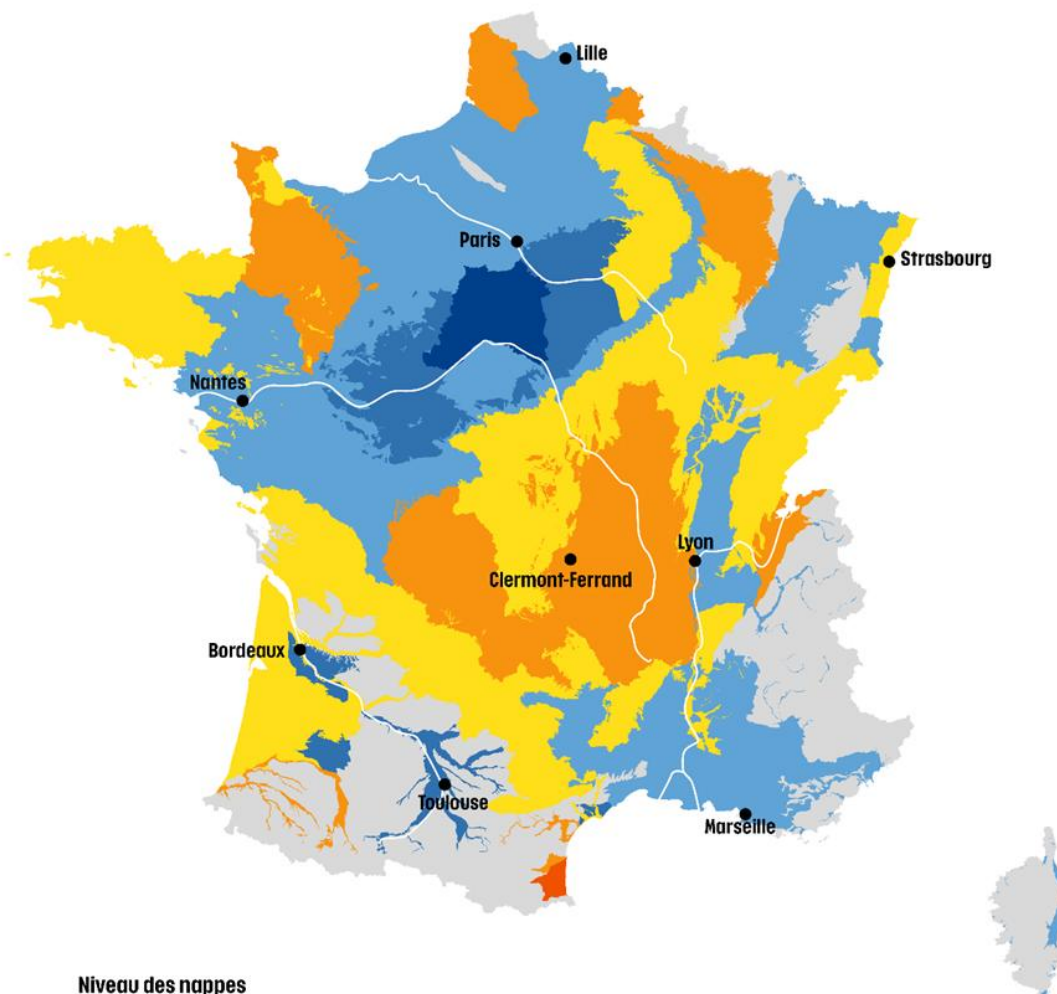 Lille
Paris
Strasbourg
Nantes
Lyon
Clermont-Ferrand
Bordeaux
Toulouse
Marseille
Niveau des nappes